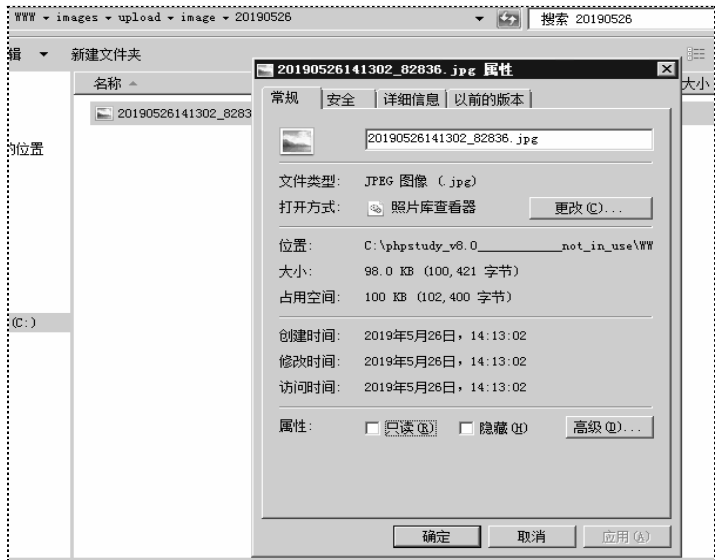 WWW ▾ images ▾ upload ▾ image ▾ 20190526
搜索 20190526
辑 新建文件夹
名称
大小
20190526141302_8283
的位置
(C:)
20190526141302_82836.jpg 属性
常规 安全 详细信息 以前的版本
20190526141302_82836.jpg
文件类型: JPEG 图像 (.jpg)
打开方式: 照片库查看器 更改(C)...
位置: C:\phpstudy_v8.0____________not_in_use\WW
大小: 98.0 KB (100,421 字节)
占用空间: 100 KB (102,400 字节)
创建时间: 2019年5月26日，14:13:02
修改时间: 2019年5月26日，14:13:02
访问时间: 2019年5月26日，14:13:02
属性: 只读(R) 隐藏(H) 高级(D)...
确定 取消 应用(A)